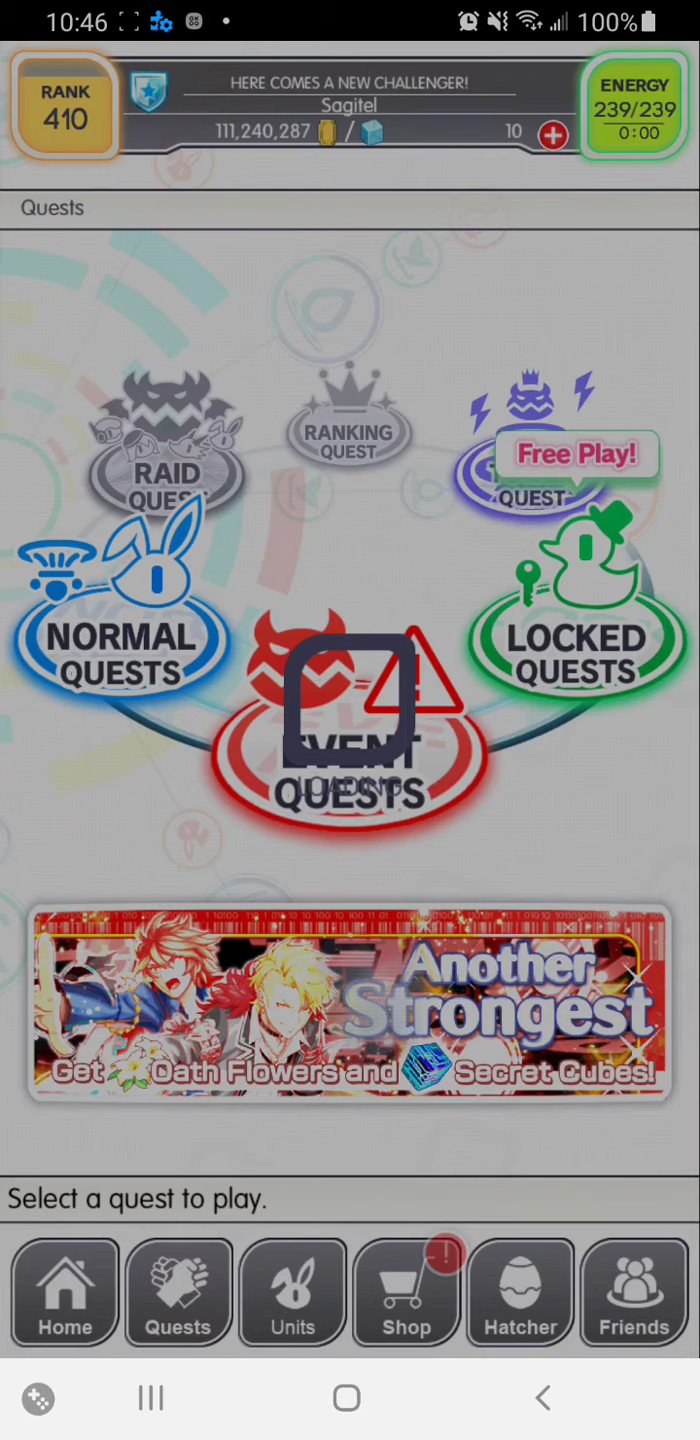 10:46
100%
RANK
410
HERE COMES A NEW CHALLENGER!
Sagitel
111,240,287 / 10
ENERGY
239/239
0:00
Quests
RAID
QUEST
RANKING
QUEST
Free Play!
QUEST
NORMAL
QUESTS
LOCKED
QUESTS
EVENT
QUESTS
LOADING
Another
Strongest
Get Oath Flowers and Secret Cubes!
Select a quest to play.
Home
Quests
Units
Shop
Hatcher
Friends